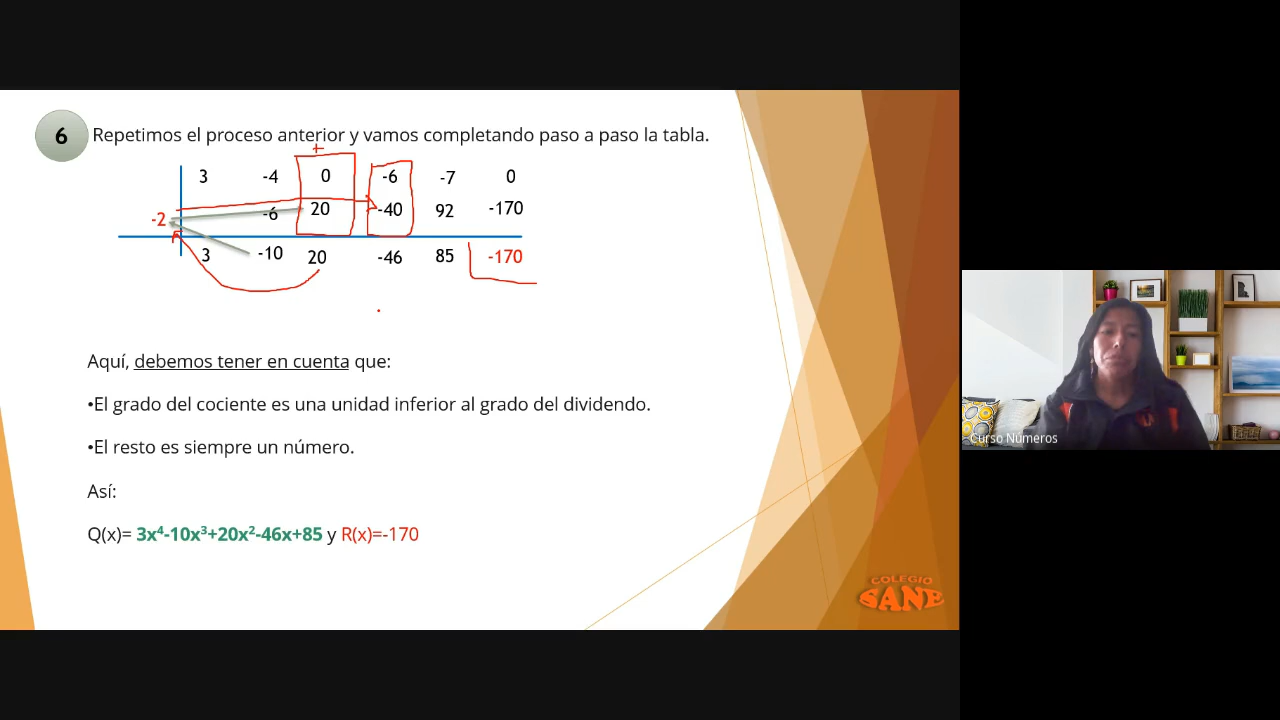 6 Repetimos el proceso anterior y vamos completando paso a paso la tabla.
+
3 -4 0 -6 -7 0
-2 -6 20 -40 92 -170
3 -10 20 -46 85 -170
Aquí, debemos tener en cuenta que:
•El grado del cociente es una unidad inferior al grado del dividendo.
•El resto es siempre un número.
Así:
Q(x)= 3x⁴-10x³+20x²-46x+85 y R(x)=-170
COLEGIO
SANE
Curso Números